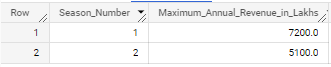 Row Season_Number Maximum_Annual_Revenue_in_Lakhs
1 1 7200.0
2 2 5100.0